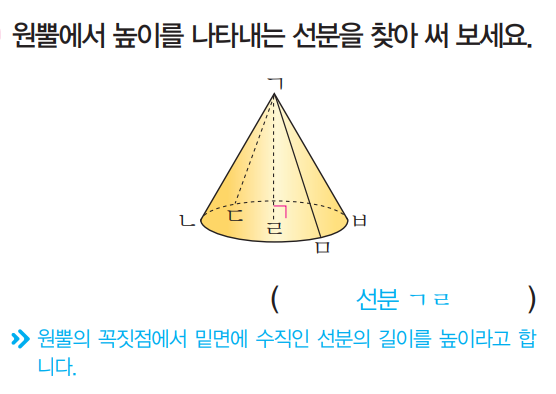 원뿔에서 높이를 나타내는 선분을 찾아 써 보세요.
ㄱ
ㄴ ㄷ ㄹ ㅂ
ㅁ
( 선분 ㄱㄹ )
원뿔의 꼭짓점에서 밑면에 수직인 선분의 길이를 높이라고 합
니다.